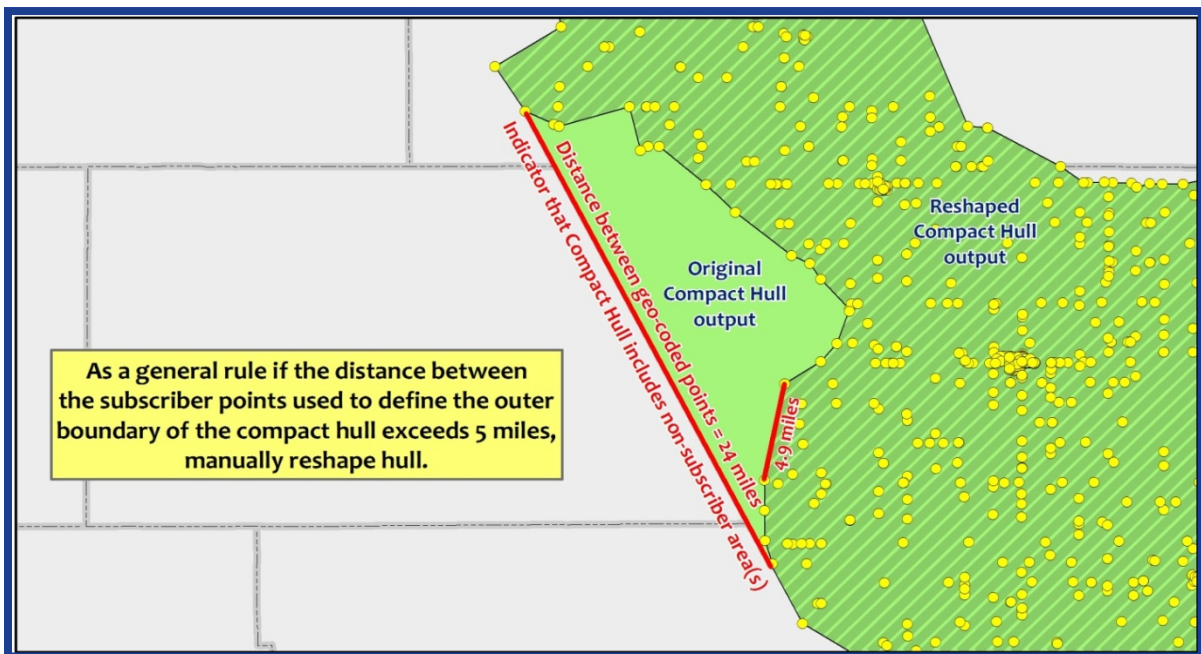 Distance between geo-coded points = 24 miles
Indicator that Compact Hull includes non-subscriber area(s)
Original
Compact Hull
output
Reshaped
Compact Hull
output
4.9 miles
As a general rule if the distance between
the subscriber points used to define the outer
boundary of the compact hull exceeds 5 miles,
manually reshape hull.